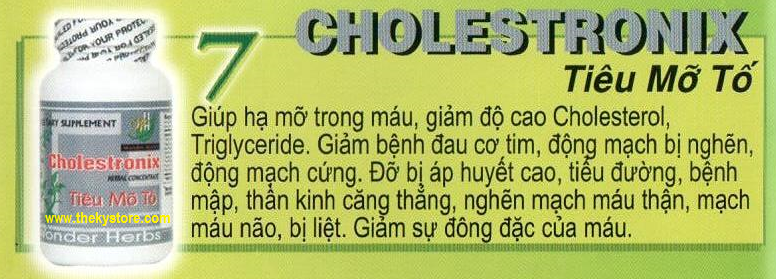 7
CHOLESTRONIX
Tiêu Mỡ Tố
Giúp hạ mỡ trong máu, giảm độ cao Cholesterol,
Triglyceride. Giảm bệnh đau cơ tim, động mạch bị nghẽn,
động mạch cứng. Đỡ bị áp huyết cao, tiểu đường, bệnh
mập, thần kinh căng thẳng, nghẽn mạch máu thận, mạch
máu não, bị liệt. Giảm sự đông đặc của máu.
TARY SUPPLEMENT
Cholestronix
HERBAL CONCENTRATE
Tiêu Mỡ Tố
www.thekystore.com
onder Herbs